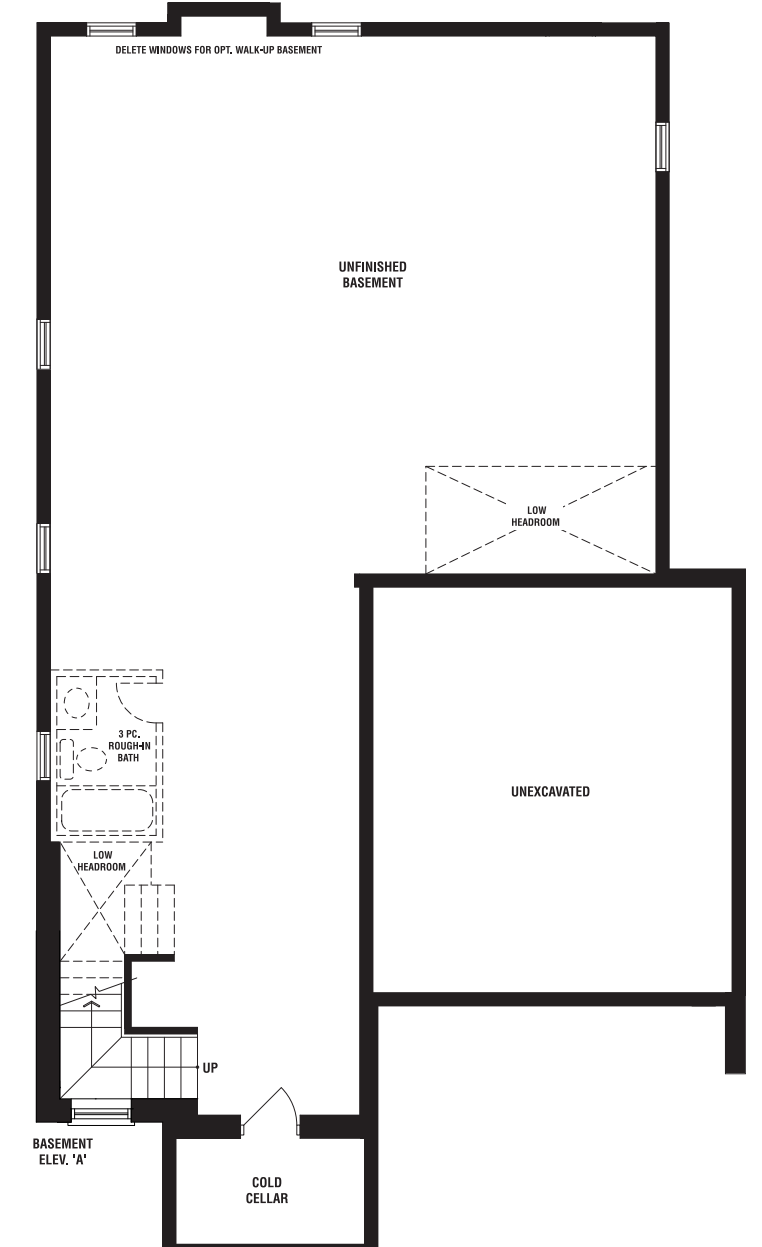 DELETE WINDOWS FOR OPT. WALK-UP BASEMENT
UNFINISHED
BASEMENT
LOW
HEADROOM
3 PC.
ROUGH-IN
BATH
UNEXCAVATED
LOW
HEADROOM
UP
BASEMENT
ELEV. 'A'
COLD
CELLAR